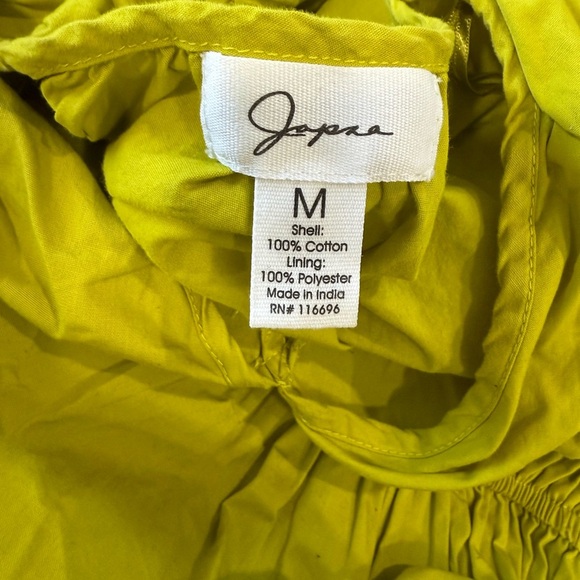 Japna
M
Shell:
100% Cotton
Lining:
100% Polyester
Made in India
RN# 116696